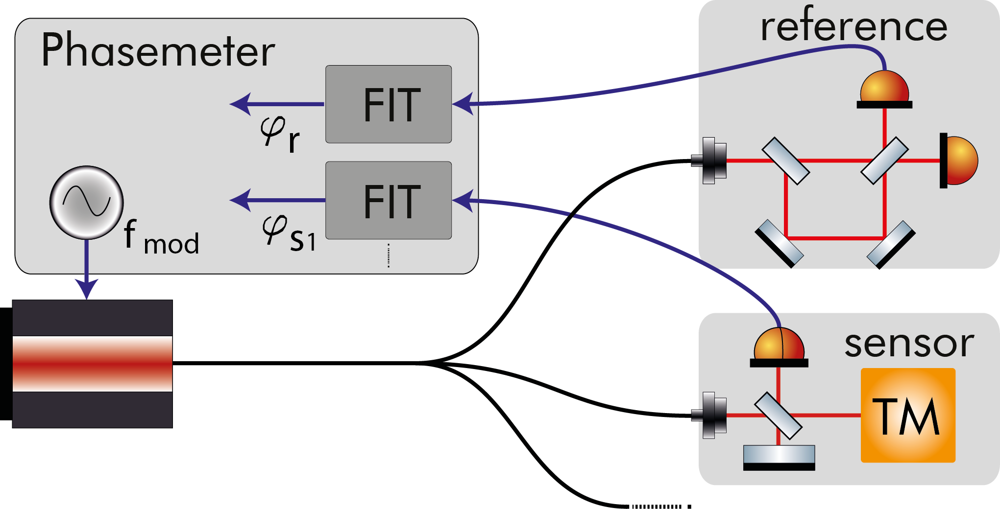 Phasemeter
FIT
φr
FIT
φs1
f mod
reference
sensor
TM